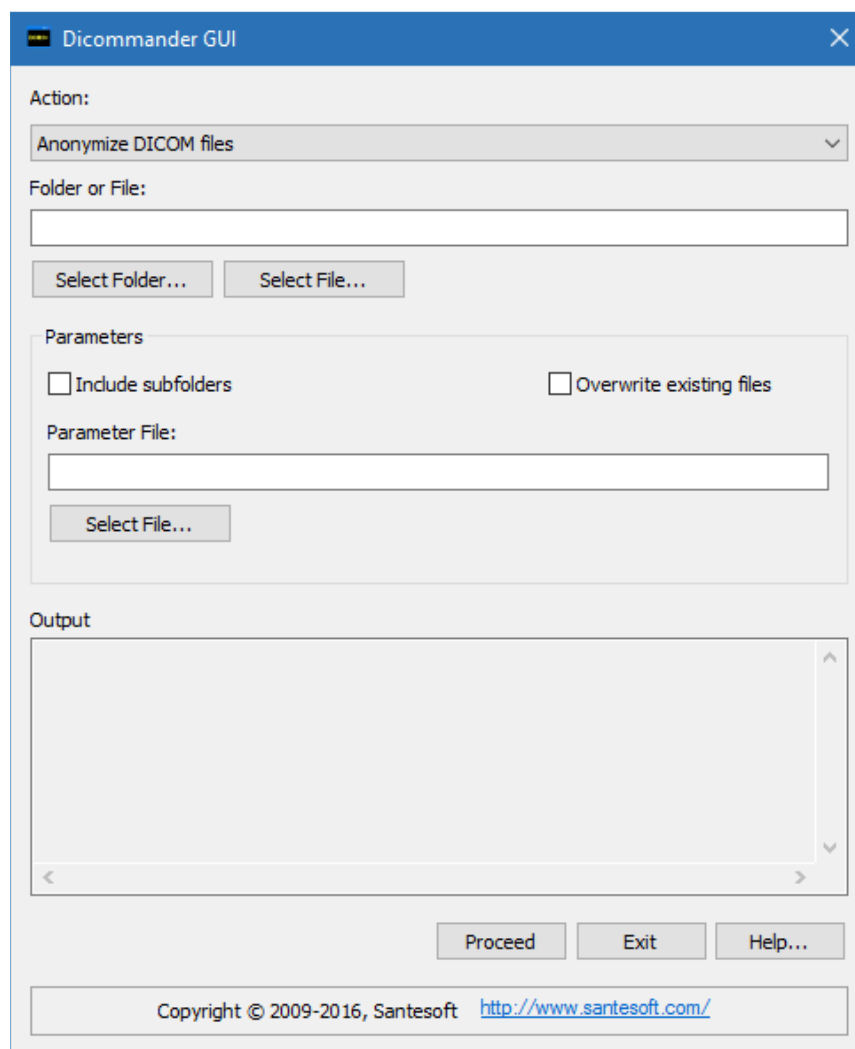 Dicommander GUI
Action:
Anonymize DICOM files
Folder or File:
Select Folder... Select File...
Parameters
Include subfolders Overwrite existing files
Parameter File:
Select File...
Output
Proceed Exit Help...
Copyright © 2009-2016, Santesoft http://www.santesoft.com/